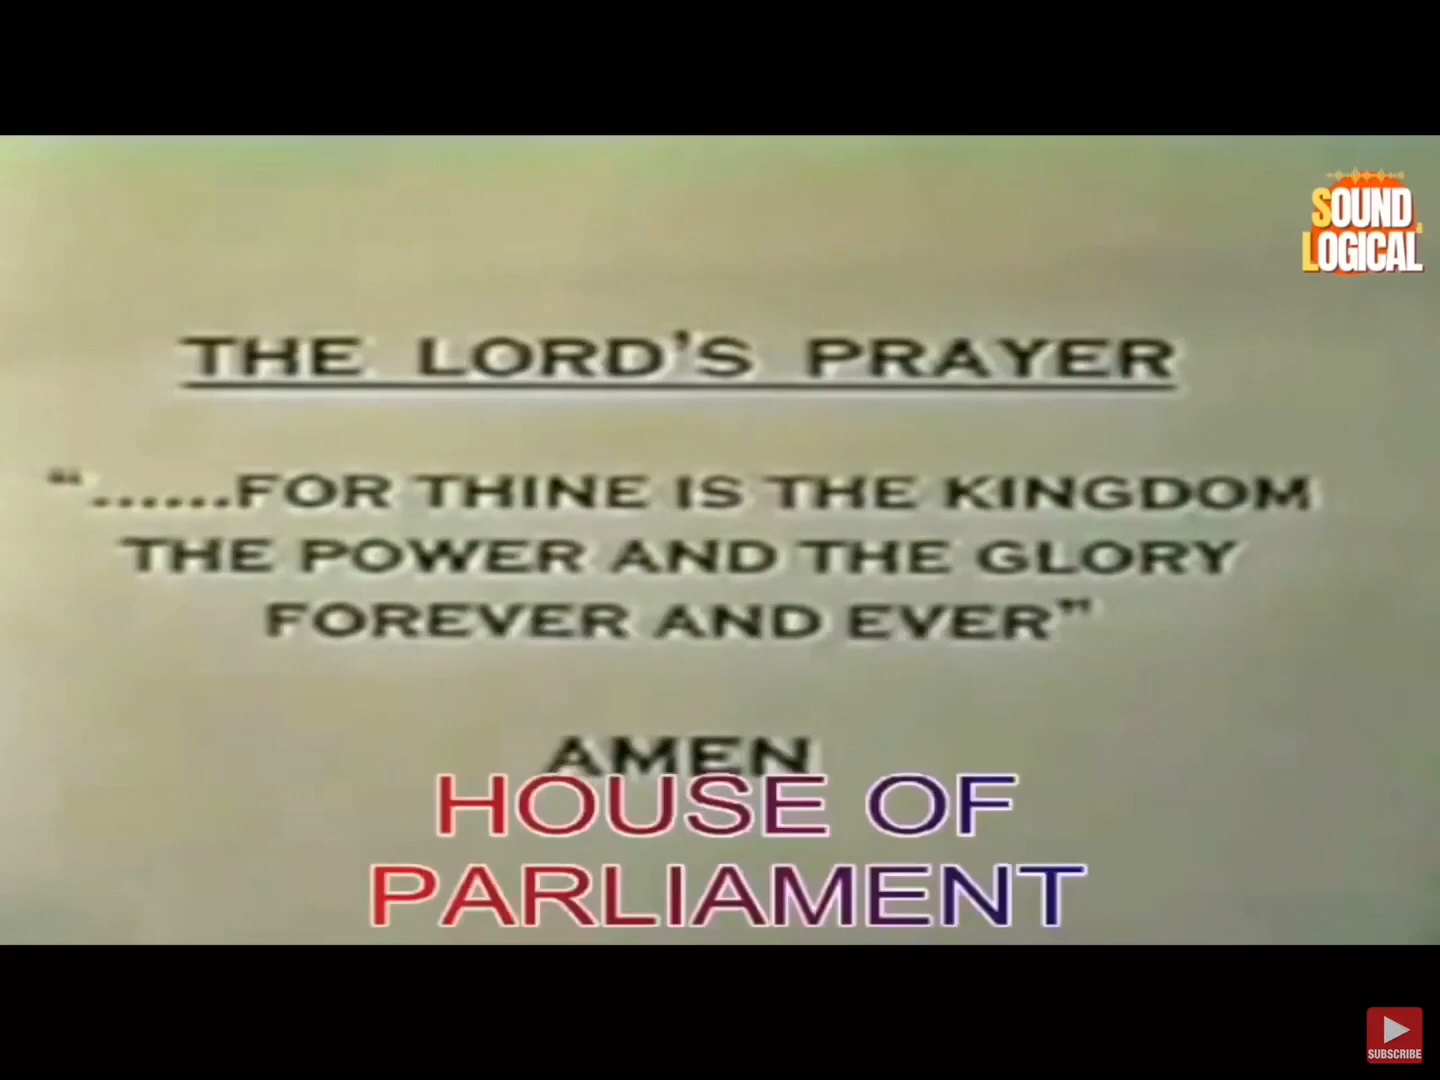 SOUND
LOGICAL
THE LORD'S PRAYER
“......FOR THINE IS THE KINGDOM
THE POWER AND THE GLORY
FOREVER AND EVER”
AMEN
HOUSE OF
PARLIAMENT
SUBSCRIBE